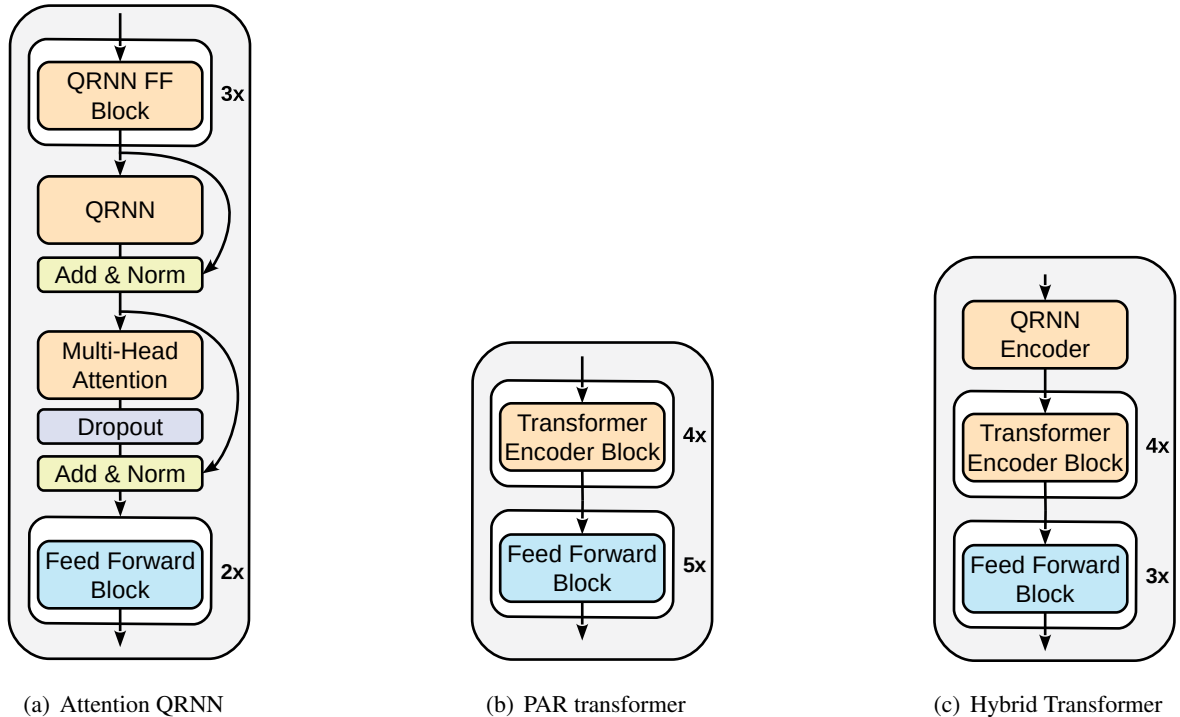 QRNN FF
Block
3x
QRNN
Add & Norm
Multi-Head
Attention
Dropout
Add & Norm
Feed Forward
Block
2x
(a) Attention QRNN
Transformer
Encoder Block
4x
Feed Forward
Block
5x
(b) PAR transformer
QRNN
Encoder
Transformer
Encoder Block
4x
Feed Forward
Block
3x
(c) Hybrid Transformer